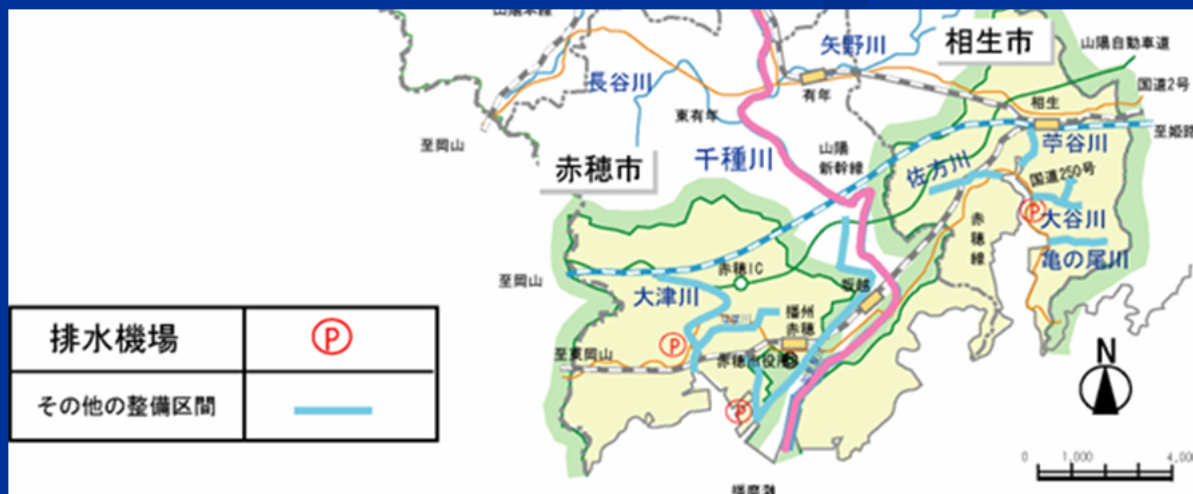 矢野川
相生市
山陽自動車道
長谷川
国道2号
有年
相生
東有年
至岡山
千種川
山陽
新幹線
至姫路
苧谷川
赤穂市
佐方川
国道250号
大谷川
赤穂線
亀の尾川
至岡山
赤穂IC
大津川
坂越
播州
赤穂
排水機場
P
P
P
P
至東岡山
赤穂市役所
N
その他の整備区間
0 1,000 4,00